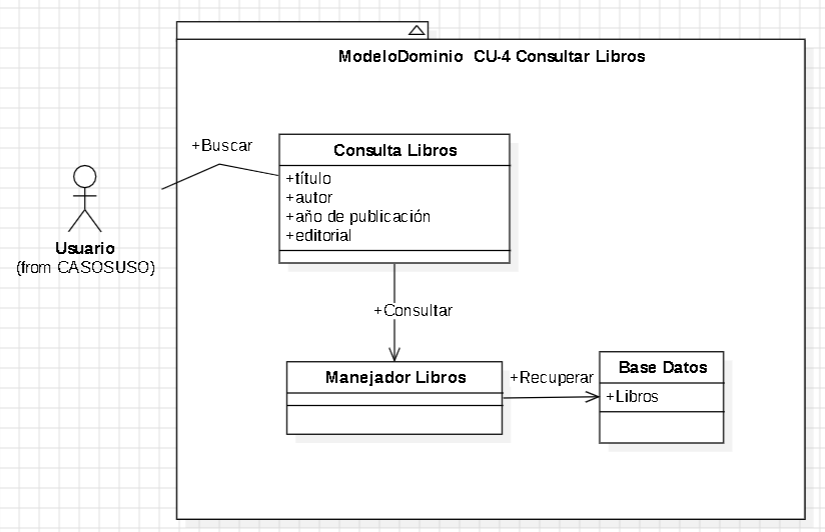 ModeloDominio CU-4 Consultar Libros
+Buscar
Consulta Libros
+título
+autor
+año de publicación
+editorial
Usuario
(from CASOSUSO)
+Consultar
Manejador Libros
+Recuperar
Base Datos
+Libros